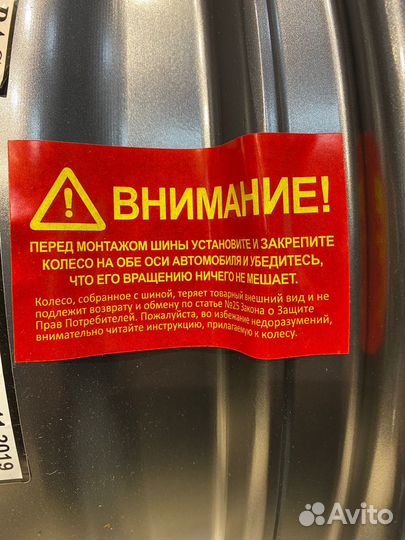 ВНИМАНИЕ!
ПЕРЕД МОНТАЖОМ ШИНЫ УСТАНОВИТЕ И ЗАКРЕПИТЕ
КОЛЕСО НА ОБЕ ОСИ АВТОМОБИЛЯ И УБЕДИТЕСЬ,
ЧТО ЕГО ВРАЩЕНИЮ НИЧЕГО НЕ МЕШАЕТ.
Колесо, собранное с шиной, теряет товарный внешний вид и не
подлежит возврату и обмену по статье №25 Закона о Защите
Прав Потребителей. Пожалуйста, во избежание недоразумений,
внимательно читайте инструкцию, прилагаемую к колесу.
11.2019
Avito